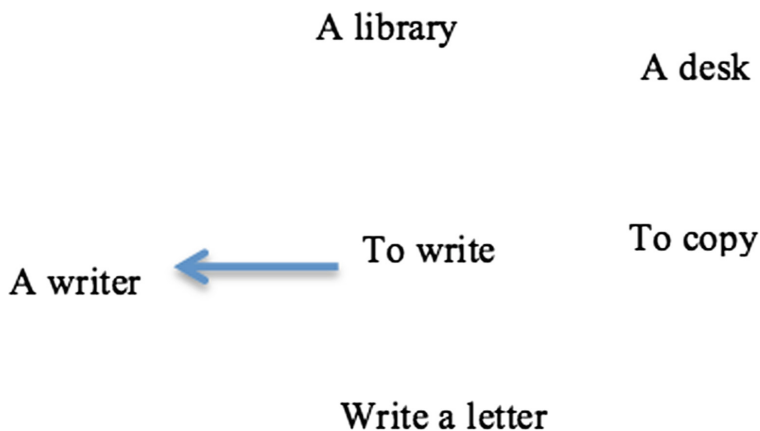 A library
A desk
To copy
To write
A writer
Write a letter